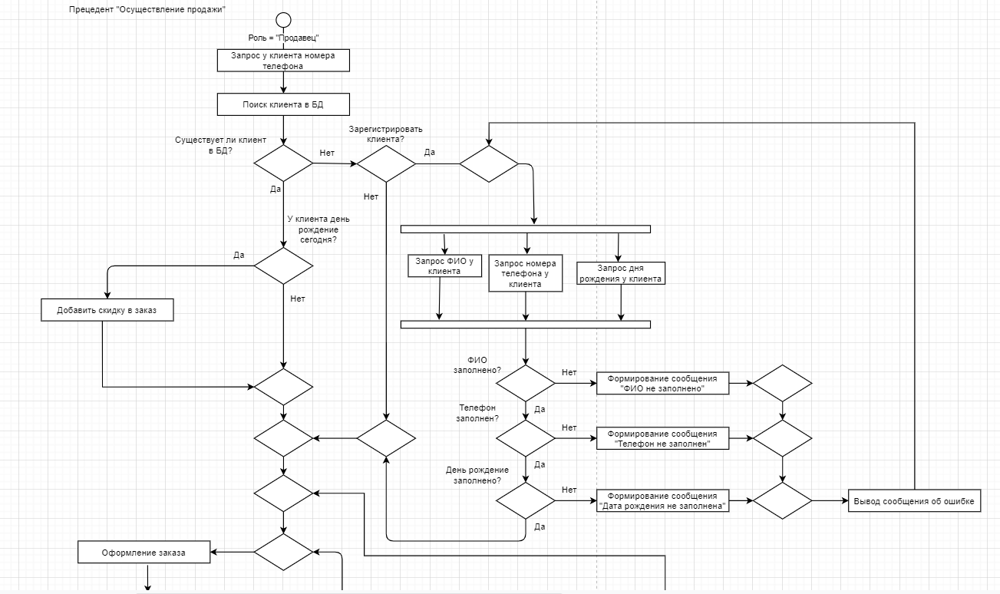 Прецедент "Осуществление продажи"
Роль = "Продавец"
Запрос у клиента номера
телефона
Поиск клиента в БД
Существует ли клиент
в БД?
Нет
Зарегистрировать
клиента?
Да
Да
Нет
У клиента день
рождение
сегодня?
Да
Нет
Добавить скидку в заказ
Запрос ФИО у
клиента
Запрос номера
телефона у
клиента
Запрос дня
рождения у клиента
ФИО
заполнено?
Нет
Формирование сообщения
"ФИО не заполнено"
Да
Телефон
заполнен?
Нет
Формирование сообщения
"Телефон не заполнен"
Да
День рождение
заполнено?
Нет
Формирование сообщения
"Дата рождения не заполнена"
Вывод сообщения об ошибке
Да
Оформление заказа